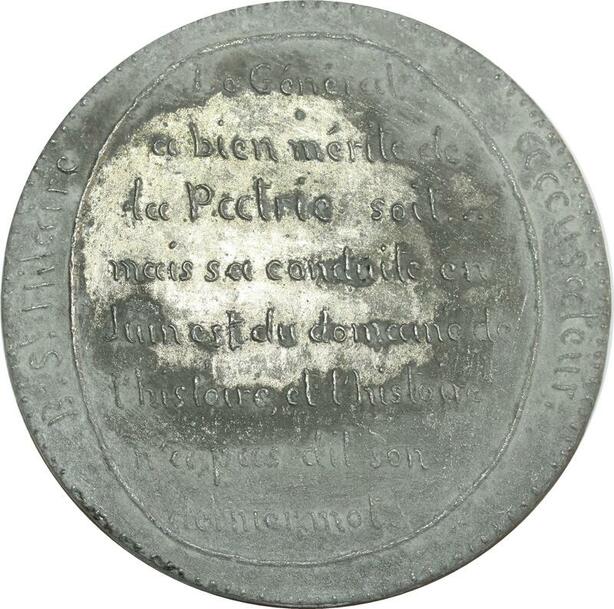 Le Général
a bien mérité de
la Patrie soit...
mais sa conduite en
Juin est du domaine de
l'histoire et l'histoire
n'a pas dit son
dernier mot.
B. St. Hilaire
accusateur.